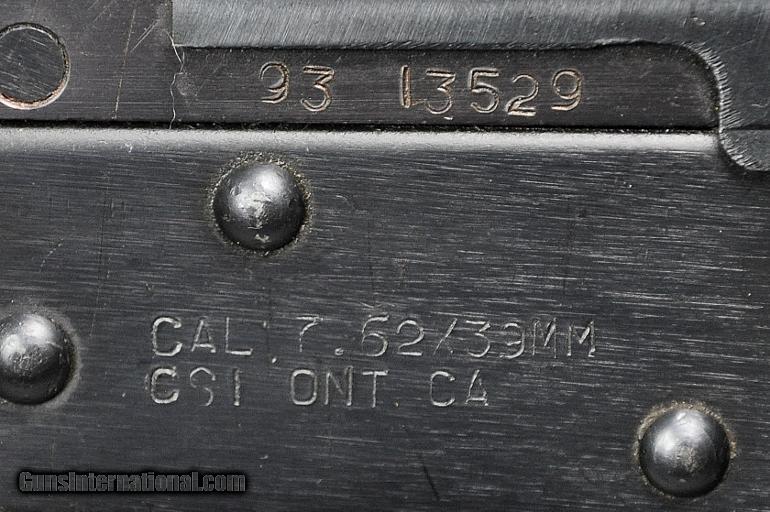 93 13529
CAL: 7.62X39MM
CSI ONT. CA
GunsInternational.com